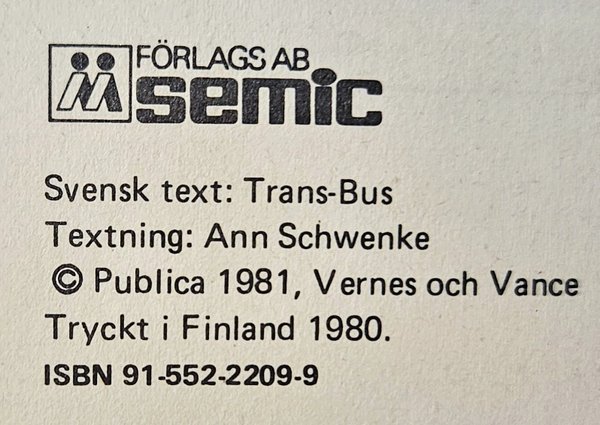 FÖRLAGS AB
semic
Svensk text: Trans-Bus
Textning: Ann Schwenke
© Publica 1981, Vernes och Vance
Tryckt i Finland 1980.
ISBN 91-552-2209-9